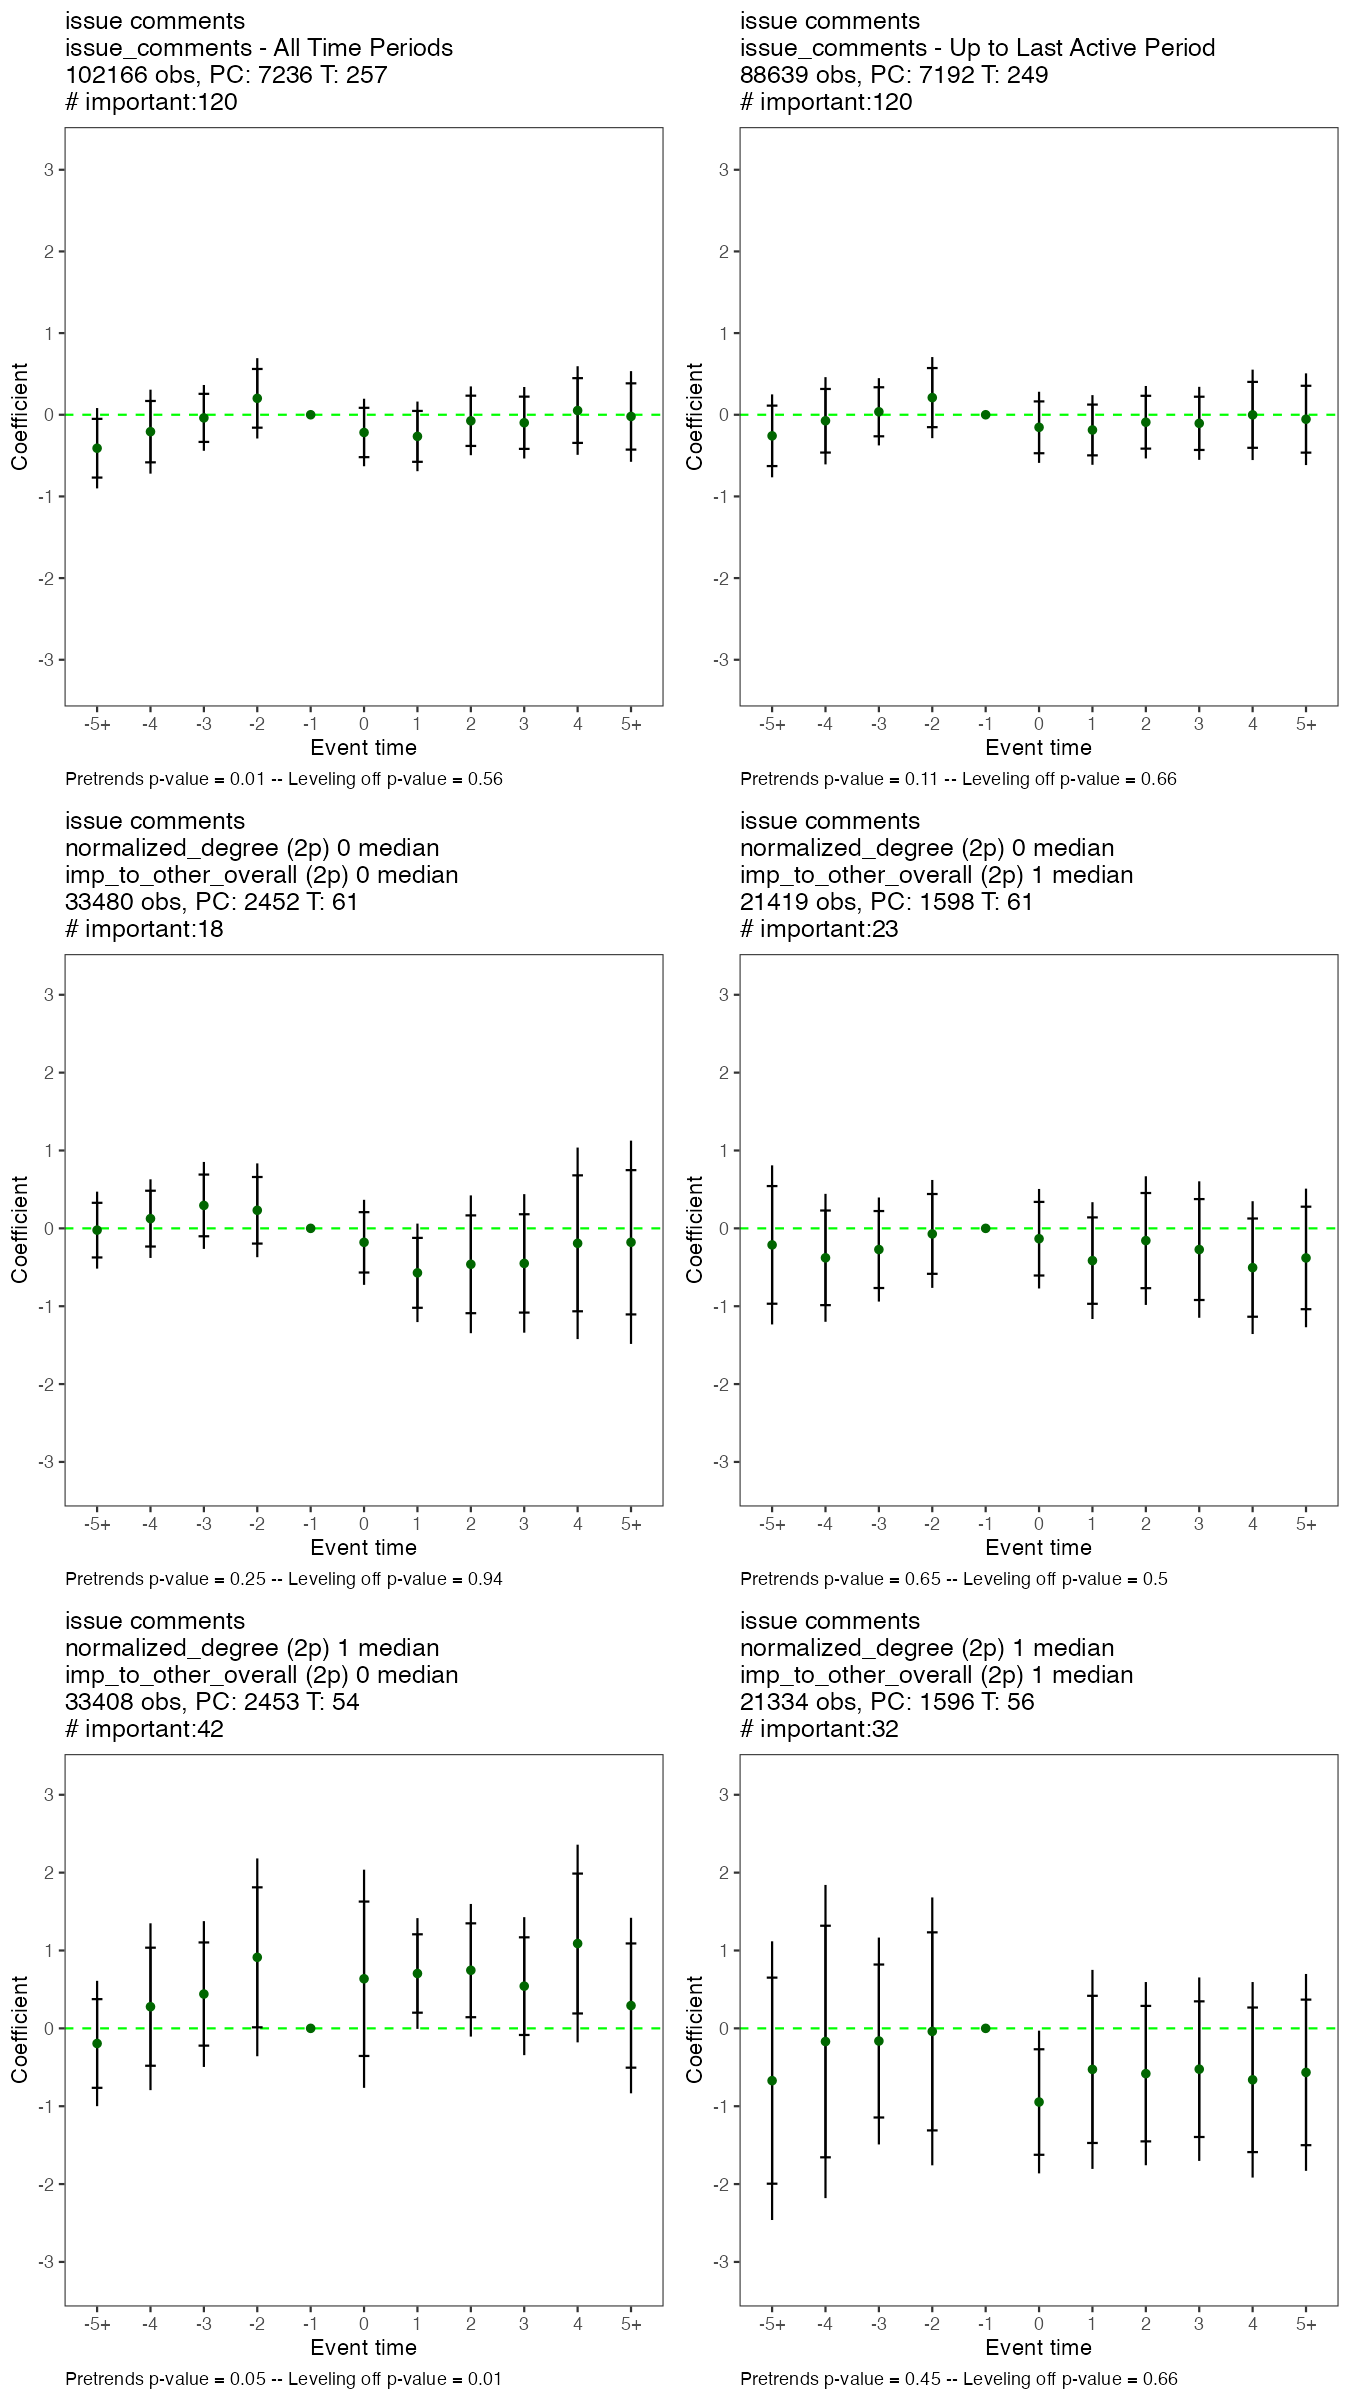 issue comments
issue_comments - All Time Periods
102166 obs, PC: 7236 T: 257
# important:120
3
2
1
0
-1
-2
-3
Coefficient
-5+ -4 -3 -2 -1 0 1 2 3 4 5+
Event time
Pretrends p-value = 0.01 -- Leveling off p-value = 0.56
issue comments
issue_comments - Up to Last Active Period
88639 obs, PC: 7192 T: 249
# important:120
3
2
1
0
-1
-2
-3
Coefficient
-5+ -4 -3 -2 -1 0 1 2 3 4 5+
Event time
Pretrends p-value = 0.11 -- Leveling off p-value = 0.66
issue comments
normalized_degree (2p) 0 median
imp_to_other_overall (2p) 0 median
33480 obs, PC: 2452 T: 61
# important:18
3
2
1
0
-1
-2
-3
Coefficient
-5+ -4 -3 -2 -1 0 1 2 3 4 5+
Event time
Pretrends p-value = 0.25 -- Leveling off p-value = 0.94
issue comments
normalized_degree (2p) 0 median
imp_to_other_overall (2p) 1 median
21419 obs, PC: 1598 T: 61
# important:23
3
2
1
0
-1
-2
-3
Coefficient
-5+ -4 -3 -2 -1 0 1 2 3 4 5+
Event time
Pretrends p-value = 0.65 -- Leveling off p-value = 0.5
issue comments
normalized_degree (2p) 1 median
imp_to_other_overall (2p) 0 median
33408 obs, PC: 2453 T: 54
# important:42
3
2
1
0
-1
-2
-3
Coefficient
-5+ -4 -3 -2 -1 0 1 2 3 4 5+
Event time
Pretrends p-value = 0.05 -- Leveling off p-value = 0.01
issue comments
normalized_degree (2p) 1 median
imp_to_other_overall (2p) 1 median
21334 obs, PC: 1596 T: 56
# important:32
3
2
1
0
-1
-2
-3
Coefficient
-5+ -4 -3 -2 -1 0 1 2 3 4 5+
Event time
Pretrends p-value = 0.45 -- Leveling off p-value = 0.66